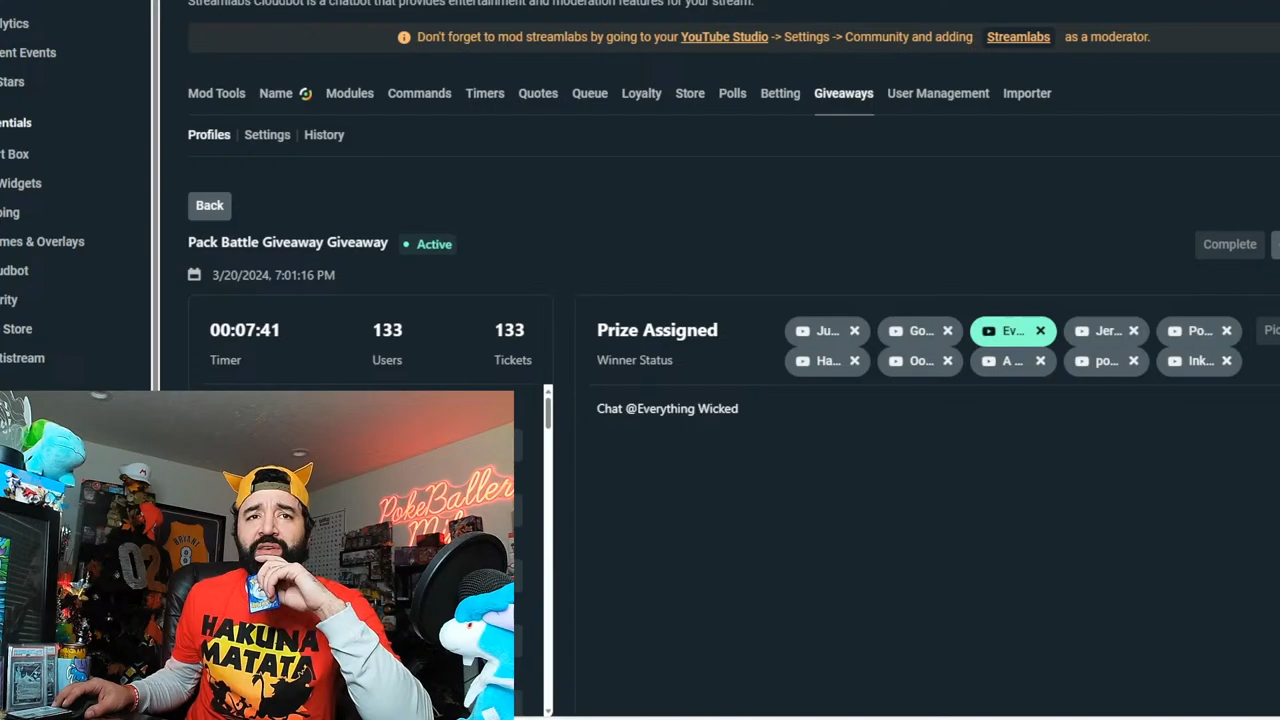 Streamlabs Cloudbot is a chatbot that provides entertainment and moderation features for your stream.
Don't forget to mod streamlabs by going to your YouTube Studio -> Settings -> Community and adding Streamlabs as a moderator.
lytics
ent Events
Stars
entials
t Box
Widgets
ping
mes & Overlays
udbot
rity
Store
tistream
Mod Tools Name Modules Commands Timers Quotes Queue Loyalty Store Polls Betting Giveaways User Management Importer
Profiles | Settings | History
Back
Pack Battle Giveaway Giveaway • Active
Complete
3/20/2024, 7:01:16 PM
00:07:41 133 133
Timer Users Tickets
Prize Assigned
Winner Status
Ju... Go... Ev... Jer... Po...
Ha... Oo... A ... po... Ink...
Chat @Everything Wicked
PokeBaller
BRYANT
8
HAKUNA
MATATA